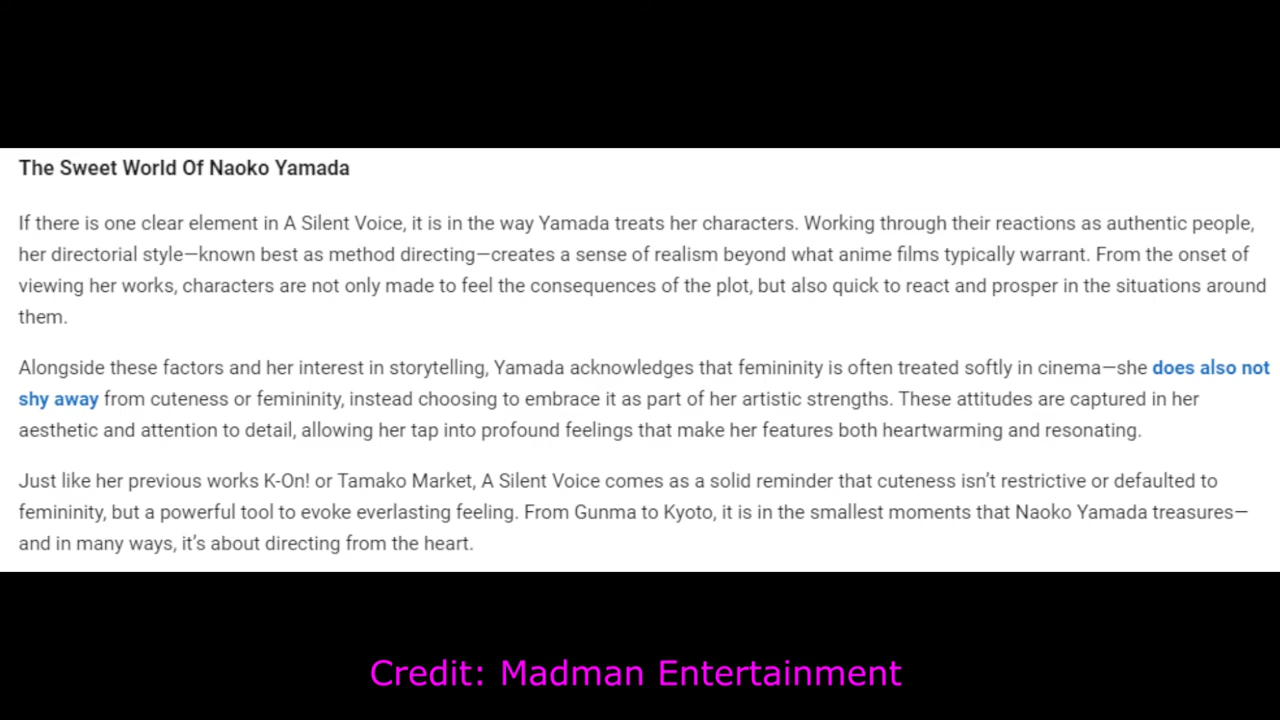 The Sweet World Of Naoko Yamada
If there is one clear element in A Silent Voice, it is in the way Yamada treats her characters. Working through their reactions as authentic people,
her directorial style—known best as method directing—creates a sense of realism beyond what anime films typically warrant. From the onset of
viewing her works, characters are not only made to feel the consequences of the plot, but also quick to react and prosper in the situations around
them.
Alongside these factors and her interest in storytelling, Yamada acknowledges that femininity is often treated softly in cinema—she does also not
shy away from cuteness or femininity, instead choosing to embrace it as part of her artistic strengths. These attitudes are captured in her
aesthetic and attention to detail, allowing her tap into profound feelings that make her features both heartwarming and resonating.
Just like her previous works K-On! or Tamako Market, A Silent Voice comes as a solid reminder that cuteness isn’t restrictive or defaulted to
femininity, but a powerful tool to evoke everlasting feeling. From Gunma to Kyoto, it is in the smallest moments that Naoko Yamada treasures—
and in many ways, it’s about directing from the heart.
Credit: Madman Entertainment